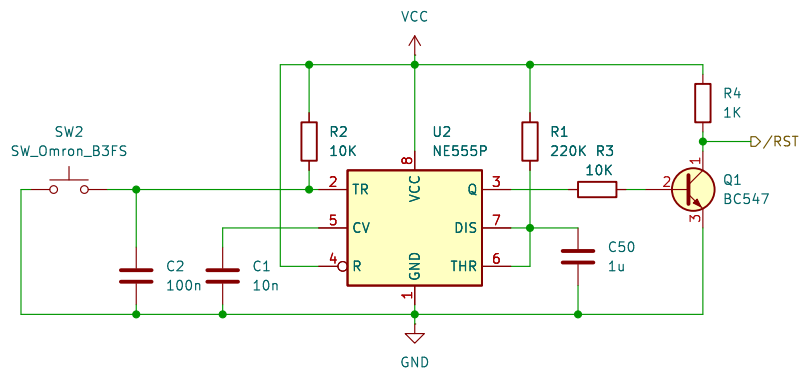 VCC
SW2
SW_Omron_B3FS
R2
10K
U2
NE555P
R1
220K
R3
10K
R4
1K
/RST
8
VCC
2
TR
Q
3
5
CV
DIS
7
4
R
THR
6
GND
1
1
2
3
Q1
BC547
C2
100n
C1
10n
C50
1u
GND